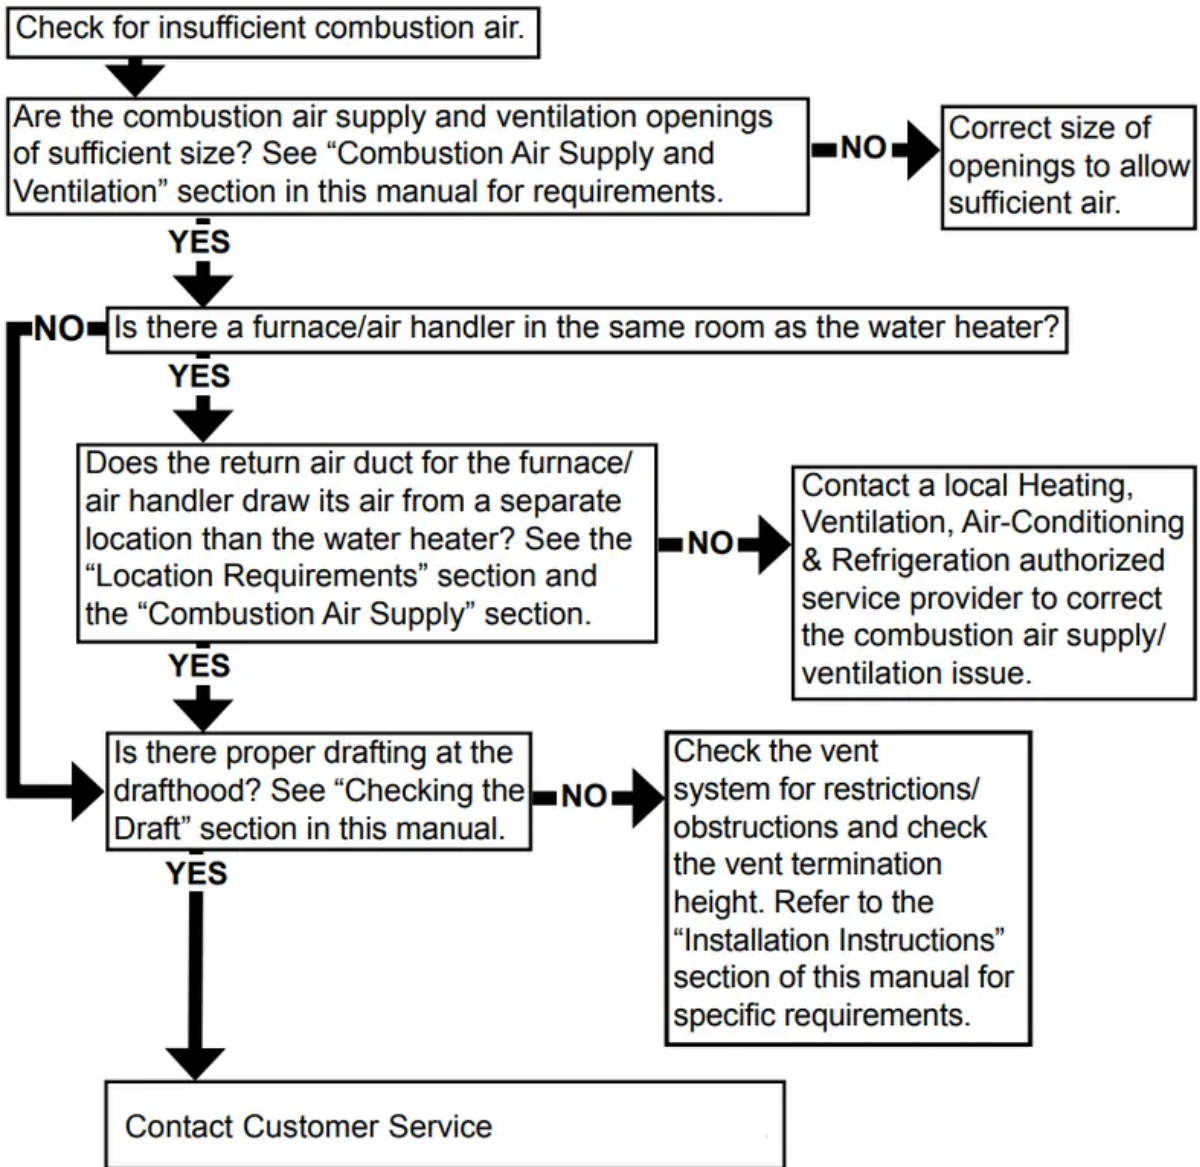 Check for insufficient combustion air.
Are the combustion air supply and ventilation openings
of sufficient size? See “Combustion Air Supply and
Ventilation” section in this manual for requirements.
NO
Correct size of
openings to allow
sufficient air.
YES
NO
Is there a furnace/air handler in the same room as the water heater?
YES
Does the return air duct for the furnace/
air handler draw its air from a separate
location than the water heater? See the
“Location Requirements” section and
the “Combustion Air Supply” section.
NO
Contact a local Heating,
Ventilation, Air-Conditioning
& Refrigeration authorized
service provider to correct
the combustion air supply/
ventilation issue.
YES
Is there proper drafting at the
drafthood? See “Checking the
Draft” section in this manual.
NO
Check the vent
system for restrictions/
obstructions and check
the vent termination
height. Refer to the
“Installation Instructions”
section of this manual for
specific requirements.
YES
Contact Customer Service